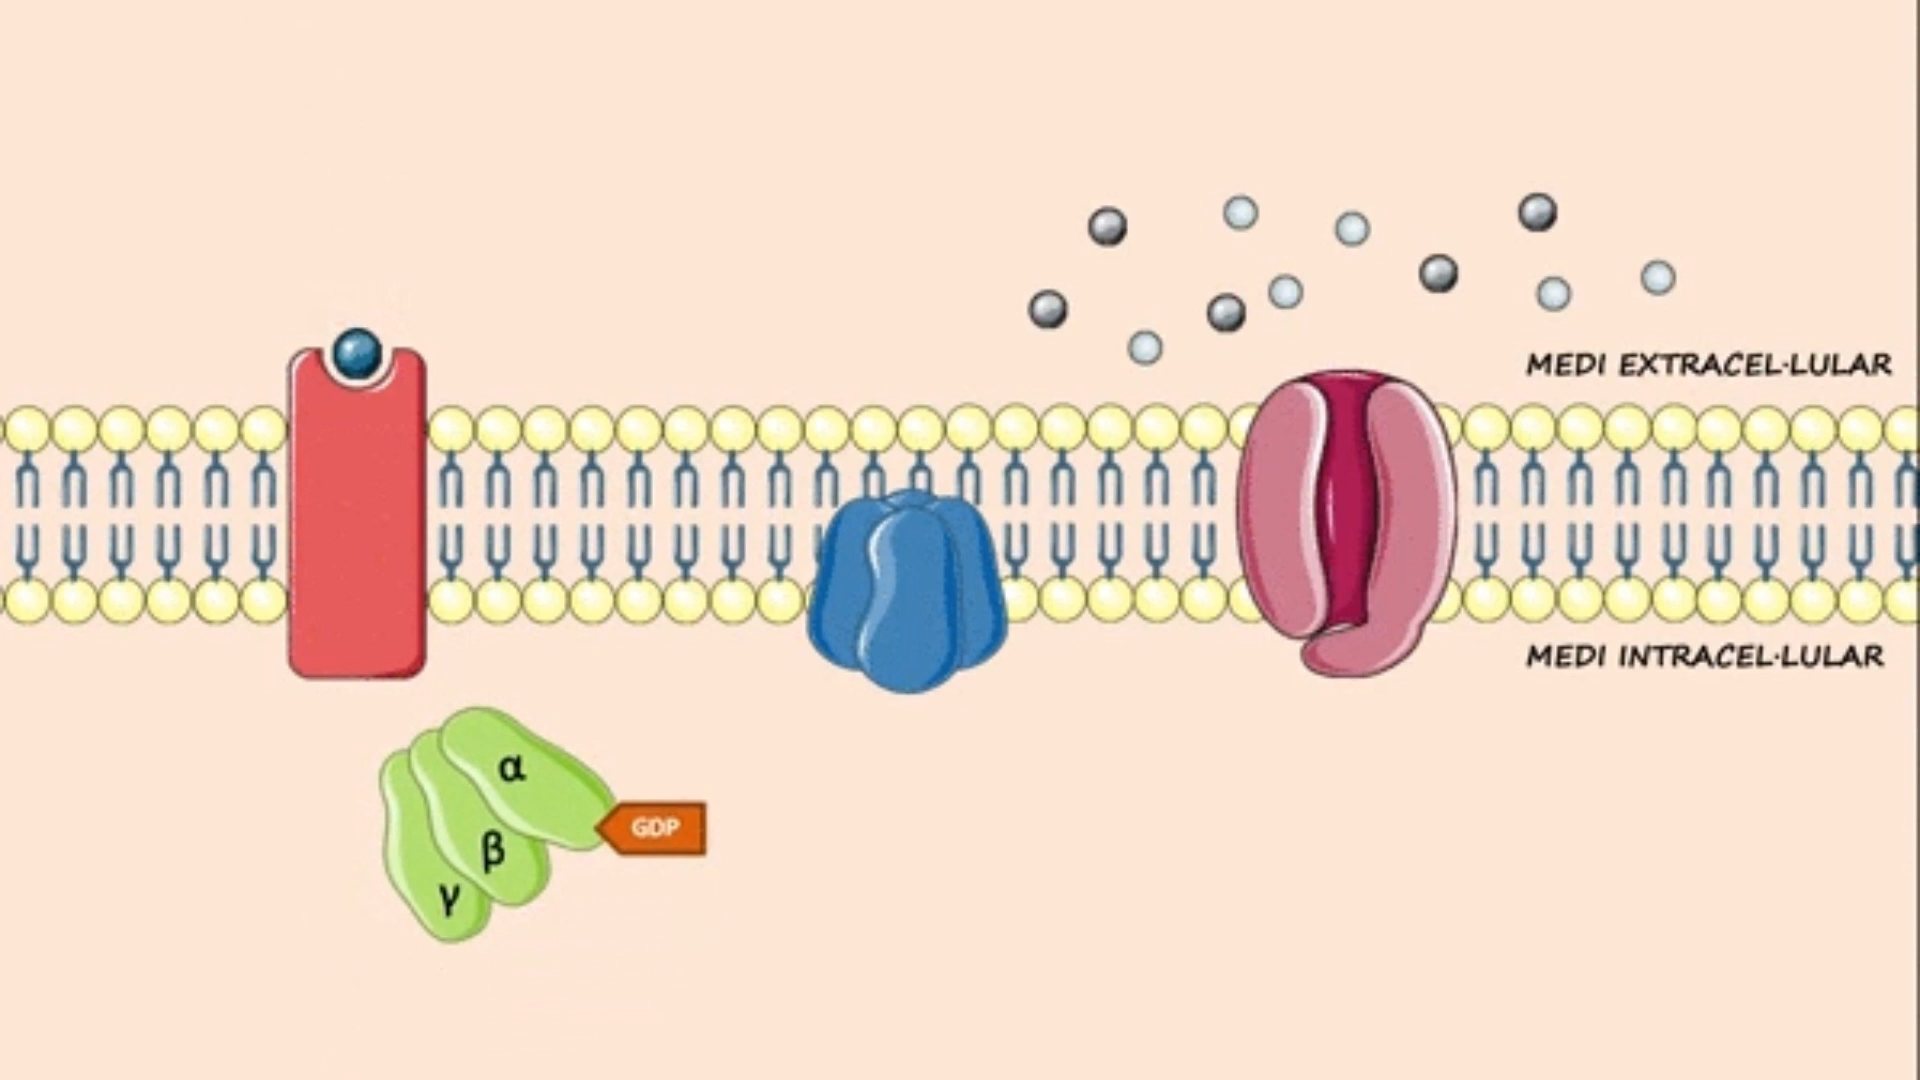 MEDI EXTRACEL·LULAR
MEDI INTRACEL·LULAR
α
β
γ
GDP